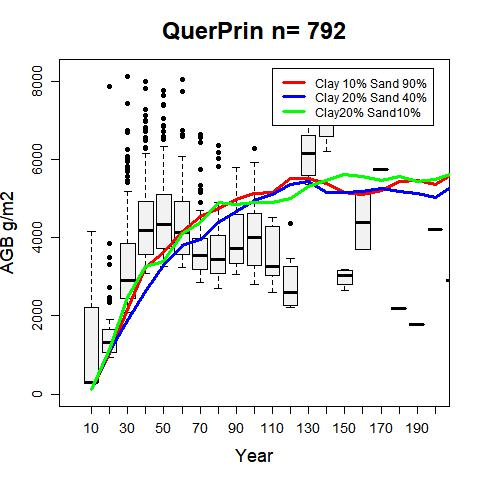 QuerPrin n= 792
Clay 10% Sand 90%
Clay 20% Sand 40%
Clay20% Sand10%
AGB g/m2
8000
6000
4000
2000
0
10 30 50 70 90 110 130 150 170 190
Year